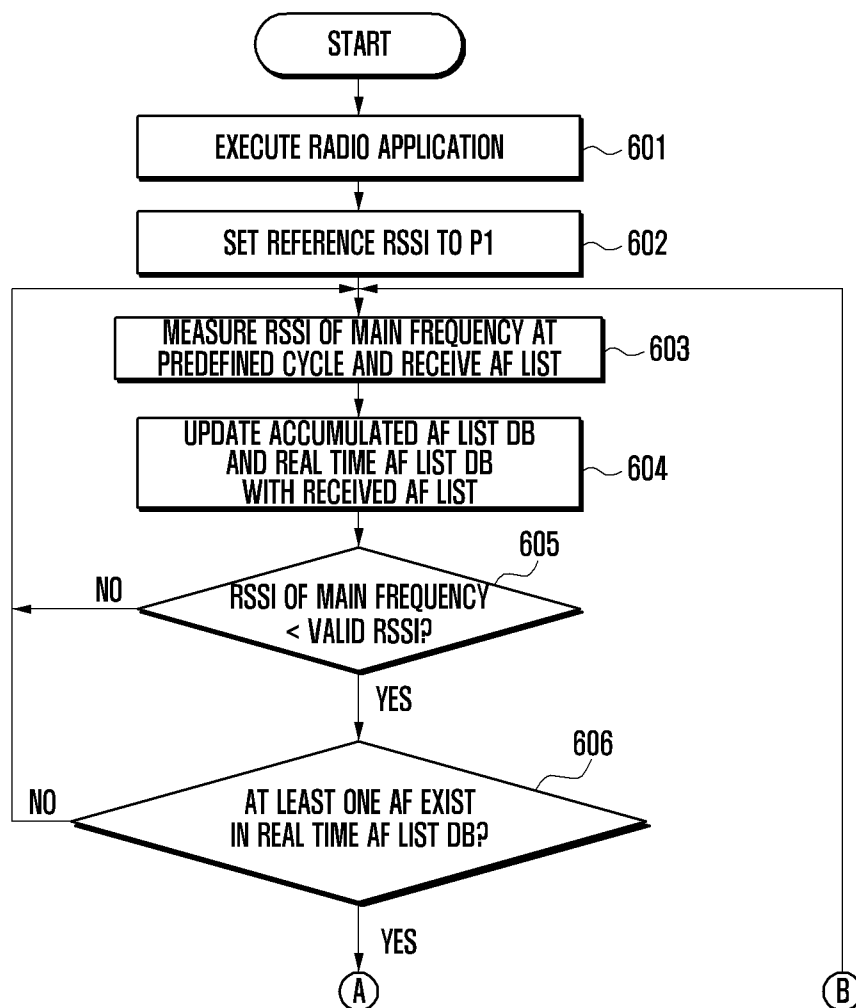 START
EXECUTE RADIO APPLICATION
601
SET REFERENCE RSSI TO P1
602
MEASURE RSSI OF MAIN FREQUENCY AT
PREDEFINED CYCLE AND RECEIVE AF LIST
603
UPDATE ACCUMULATED AF LIST DB
AND REAL TIME AF LIST DB
WITH RECEIVED AF LIST
604
605
NO
RSSI OF MAIN FREQUENCY
< VALID RSSI?
YES
606
NO
AT LEAST ONE AF EXIST
IN REAL TIME AF LIST DB?
YES
A
B